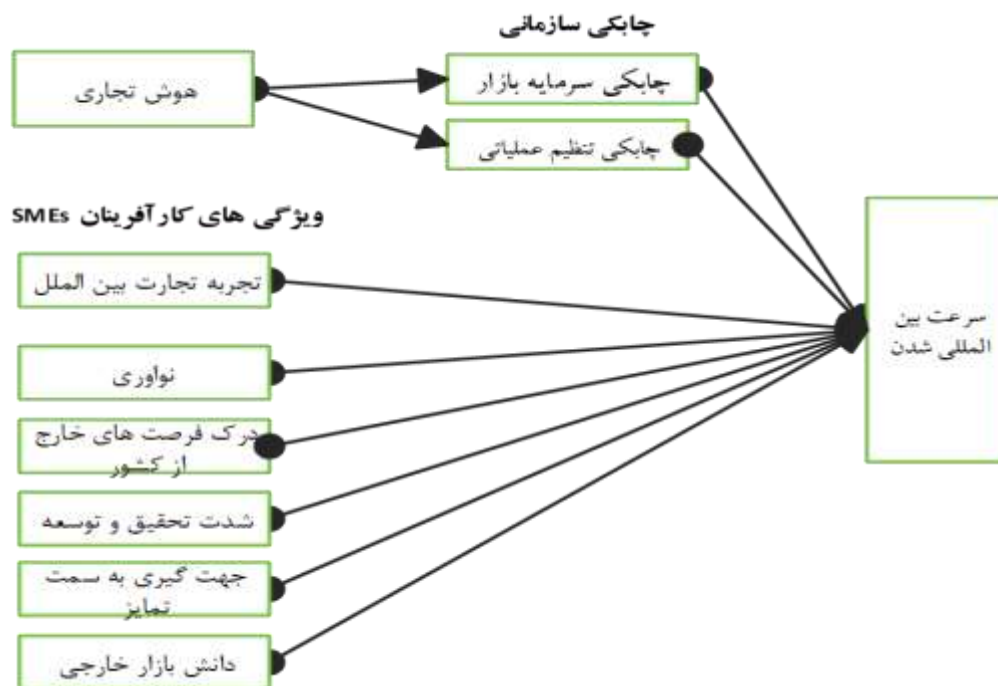 چابکی سازمانی
هوش تجاری
چابکی سرمایه بازار
چابکی تنظیم عملیاتی
ویژگی های کارآفرینان SMEs
تجربه تجارت بین الملل
نوآوری
درک فرصت های خارج
از کشور
شدت تحقیق و توسعه
جهت گیری به سمت
تمایز
دانش بازار خارجی
سرعت بین
المللی شدن